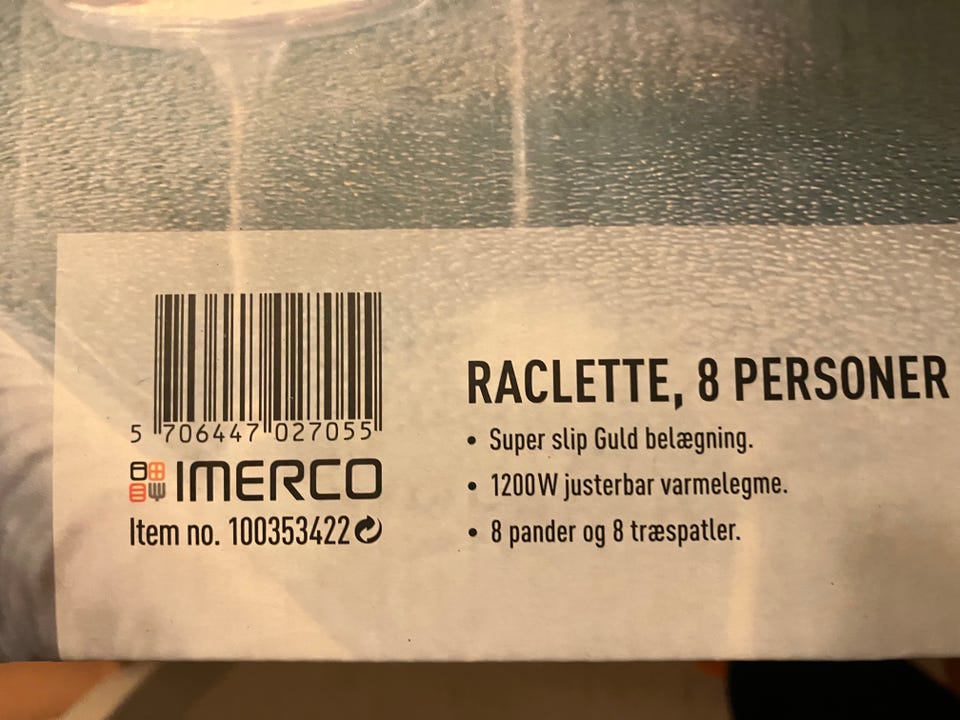 5 706447 027055
IMERCO
Item no. 100353422
RACLETTE, 8 PERSONER
• Super slip Guld belægning.
• 1200W justerbar varmelegme.
• 8 pander og 8 træspatler.